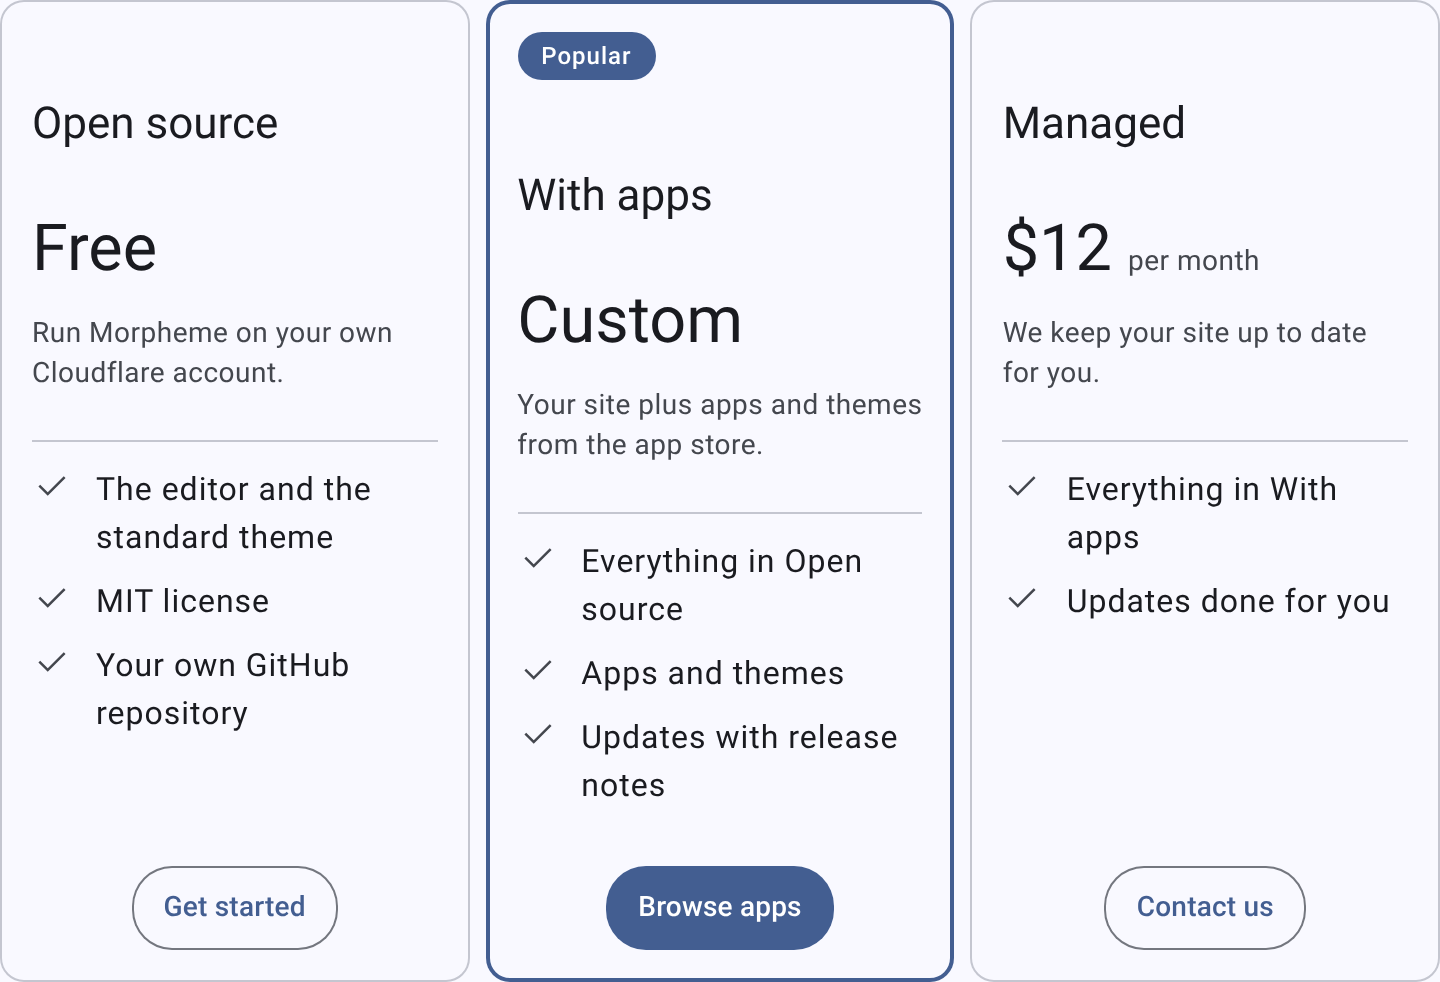 Open source
Free
Run Morpheme on your own
Cloudflare account.
The editor and the
standard theme
MIT license
Your own GitHub
repository
Get started
Popular
With apps
Custom
Your site plus apps and themes
from the app store.
Everything in Open
source
Apps and themes
Updates with release
notes
Browse apps
Managed
$12 per month
We keep your site up to date
for you.
Everything in With
apps
Updates done for you
Contact us